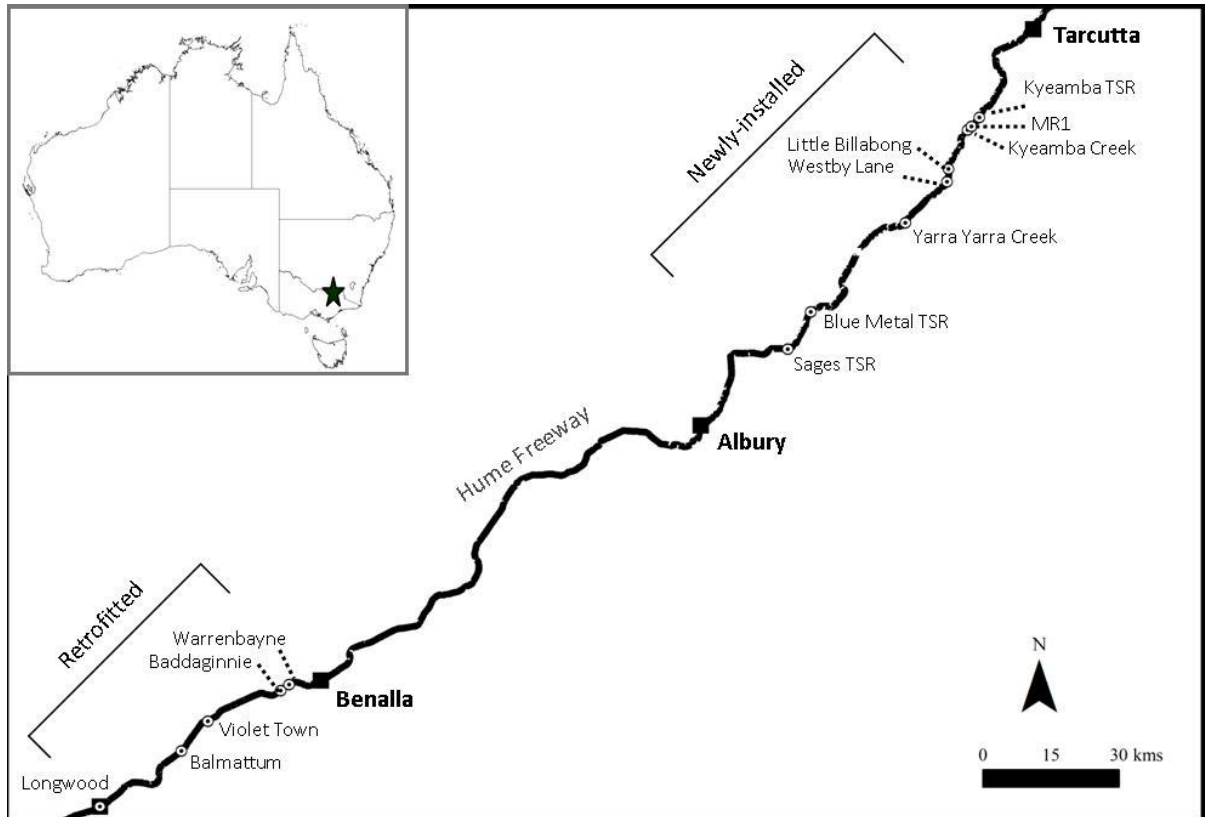 Tarcutta
Newly-installed
Kyeamba TSR
MR1
Kyeamba Creek
Little Billabong
Westby Lane
Yarra Yarra Creek
Blue Metal TSR
Sages TSR
Albury
Hume Freeway
Retrofitted
Warrenbayne
Baddaginnie
Benalla
Violet Town
Balmattum
Longwood
N
0 15 30 kms